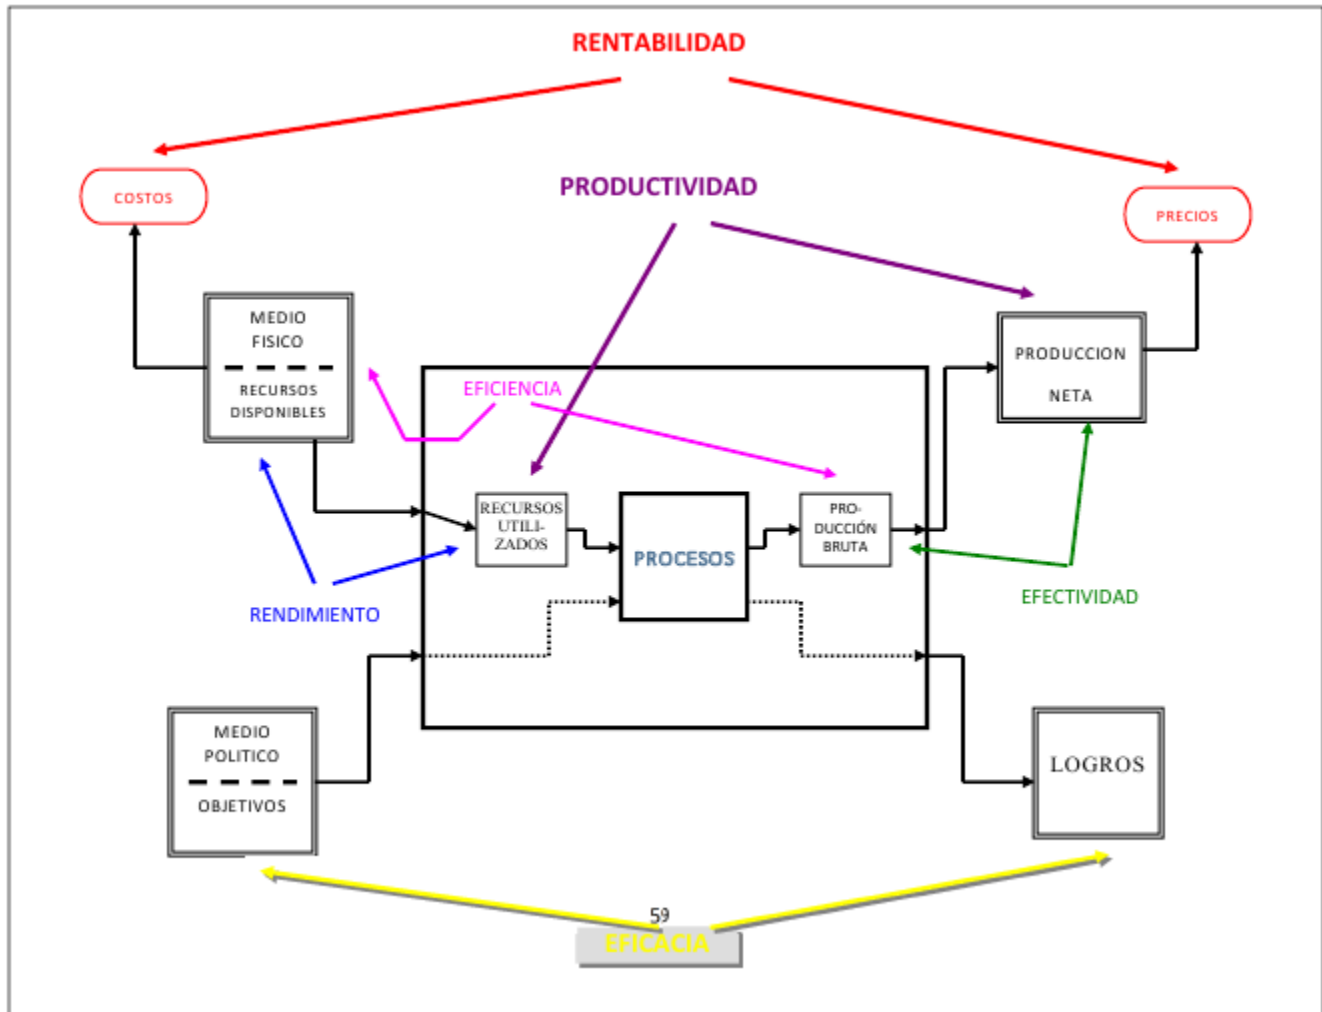 RENTABILIDAD
COSTOS
PRODUCTIVIDAD
PRECIOS
MEDIO
FISICO
RECURSOS
DISPONIBLES
EFICIENCIA
PRODUCCION
NETA
RECURSOS
UTILI-
ZADOS
PROCESOS
PRO-
DUCCIÓN
BRUTA
RENDIMIENTO
EFECTIVIDAD
MEDIO
POLITICO
OBJETIVOS
LOGROS
59
EFICACIA